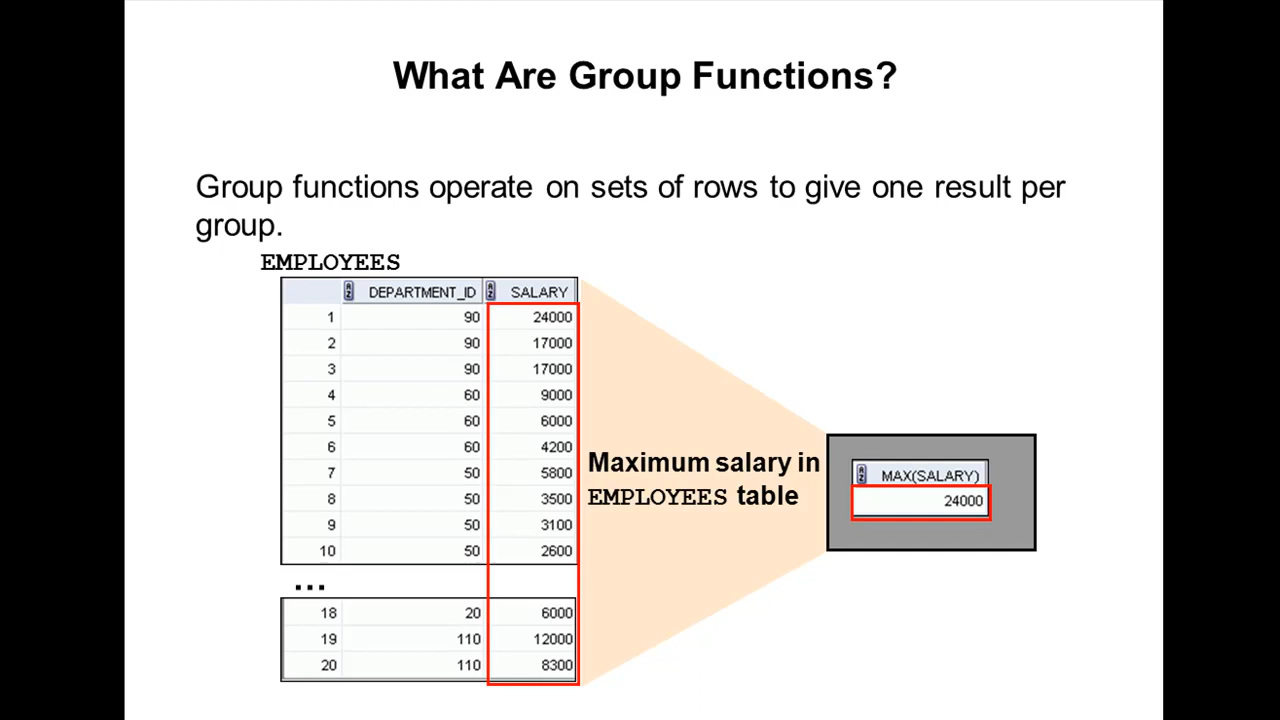 What Are Group Functions?
Group functions operate on sets of rows to give one result per
group.
EMPLOYEES
DEPARTMENT_ID SALARY
1 90 24000
2 90 17000
3 90 17000
4 60 9000
5 60 6000
6 60 4200
7 50 5800
8 50 3500
9 50 3100
10 50 2600
...
18 20 6000
19 110 12000
20 110 8300
Maximum salary in
EMPLOYEES table
MAX(SALARY)
24000